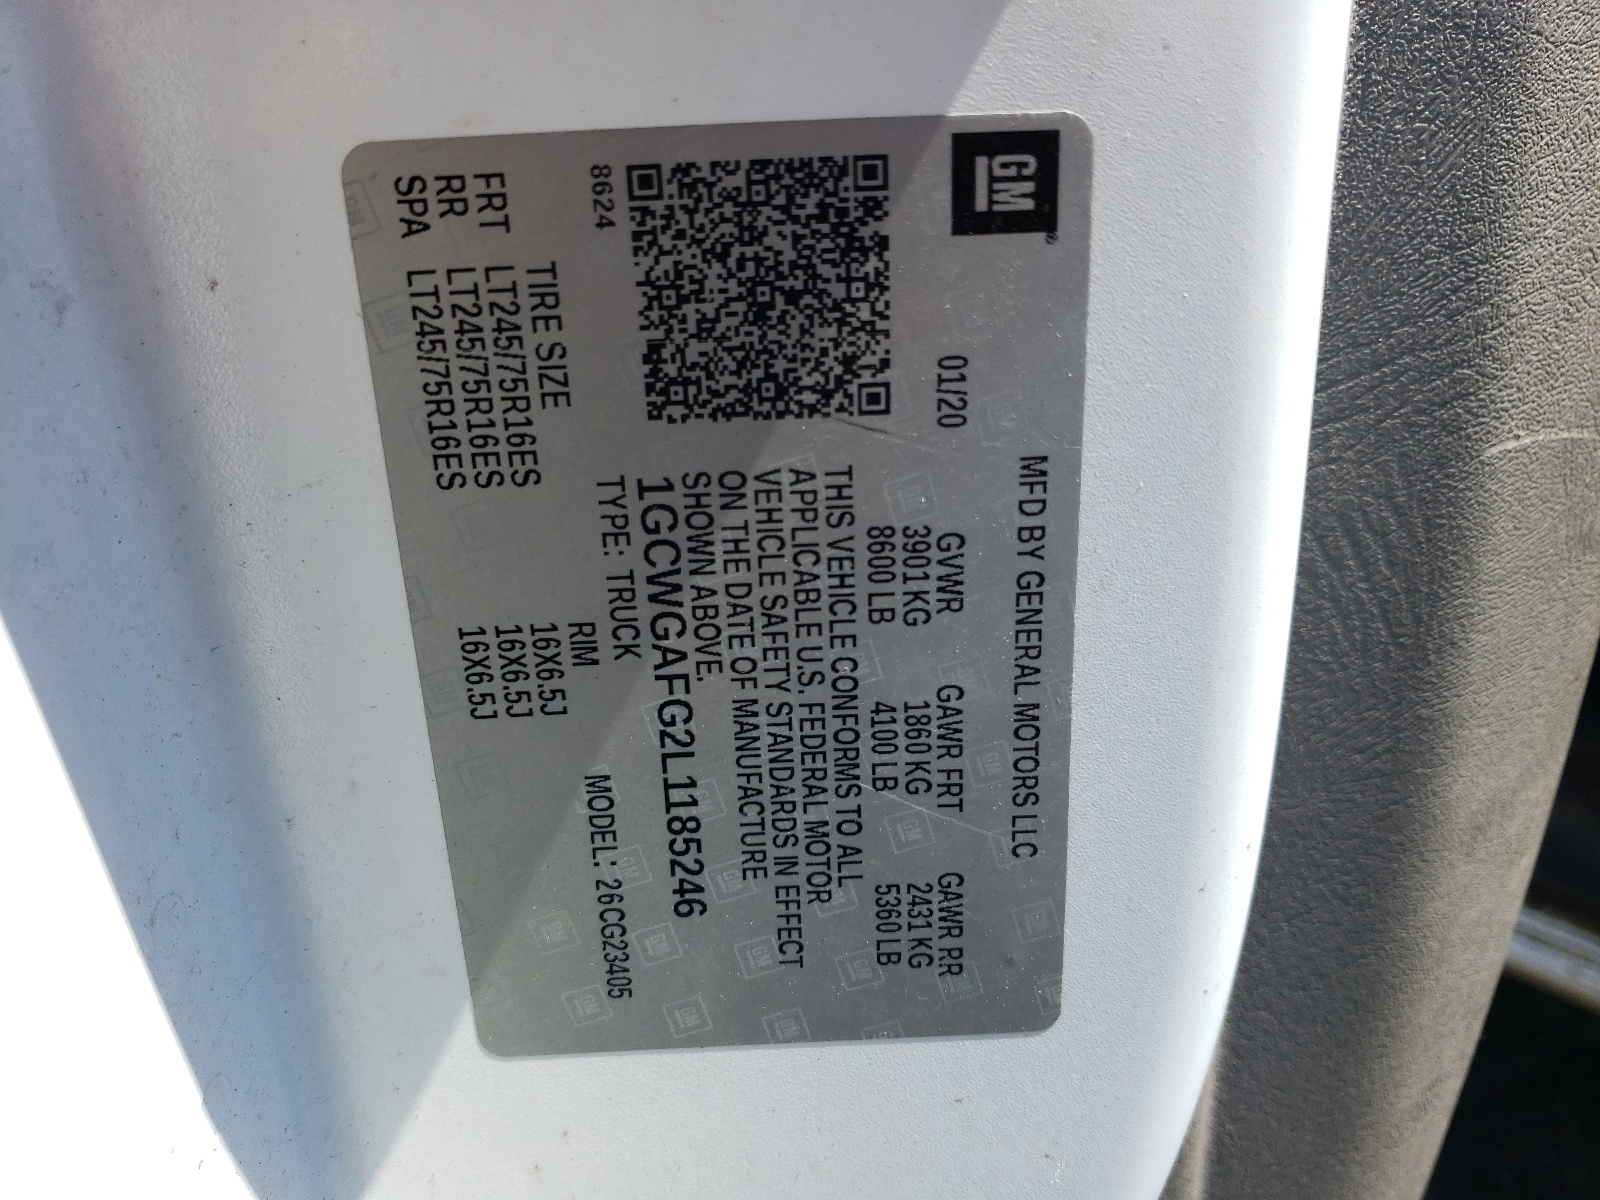 GM
01/20
MFD BY GENERAL MOTORS LLC
GVWR GAWR FRT GAWR RR
3901 KG 1860 KG 2431 KG
8600 LB 4100 LB 5360 LB
THIS VEHICLE CONFORMS TO ALL
APPLICABLE U.S. FEDERAL MOTOR
VEHICLE SAFETY STANDARDS IN EFFECT
ON THE DATE OF MANUFACTURE
SHOWN ABOVE.
1GCWGAFG2L1185246
TYPE: TRUCK MODEL: 26CG23405
8624
TIRE SIZE RIM
FRT LT245/75R16ES 16X6.5J
RR LT245/75R16ES 16X6.5J
SPA LT245/75R16ES 16X6.5J